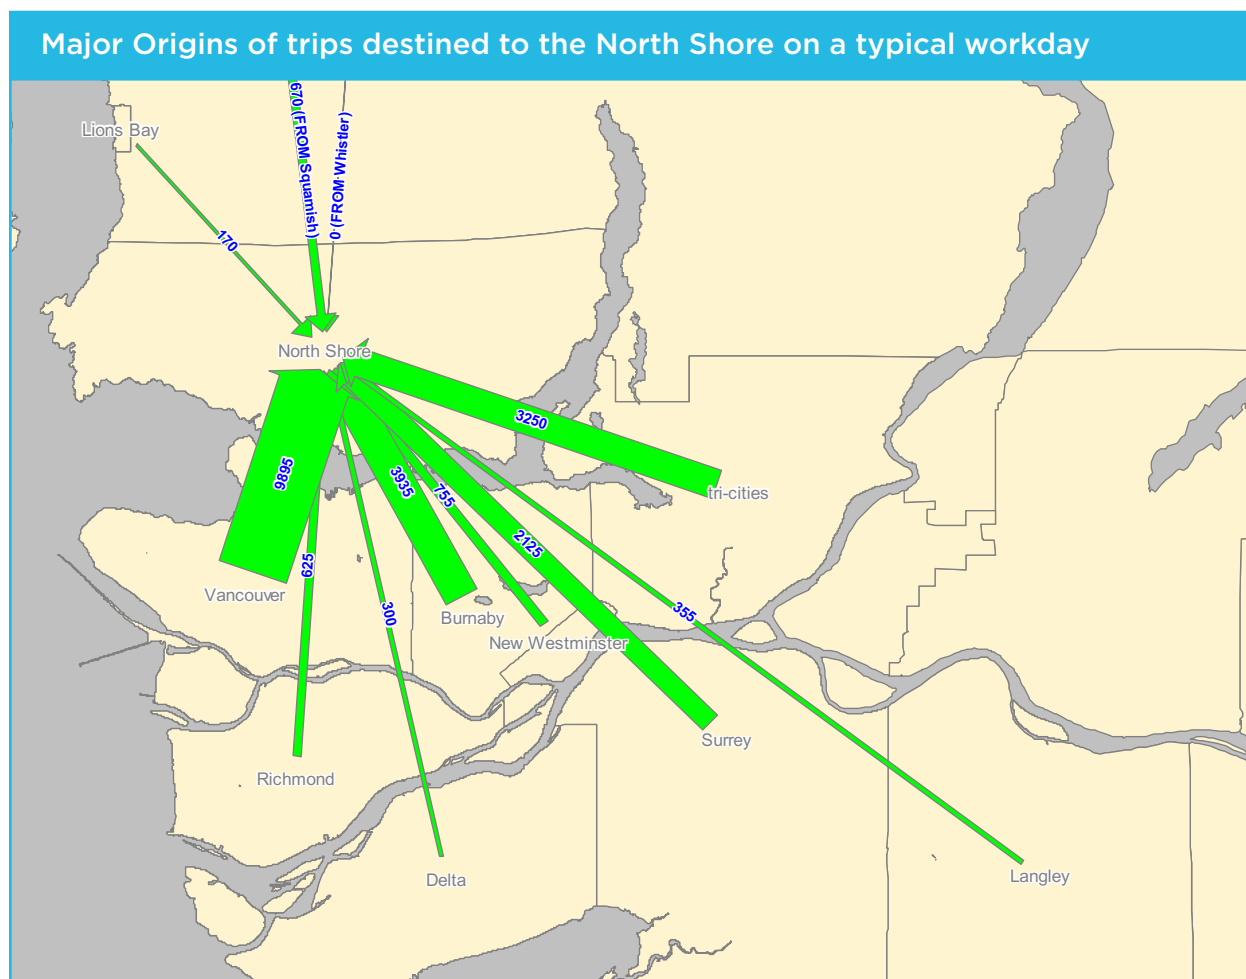 Major Origins of trips destined to the North Shore on a typical workday
670 (FROM Squamish)
0 (FROM Whistler)
Lions Bay
170
North Shore
3250
9895
3935
755
tri-cities
2125
625
Vancouver
300
355
Burnaby
New Westminster
Surrey
Richmond
Delta
Langley